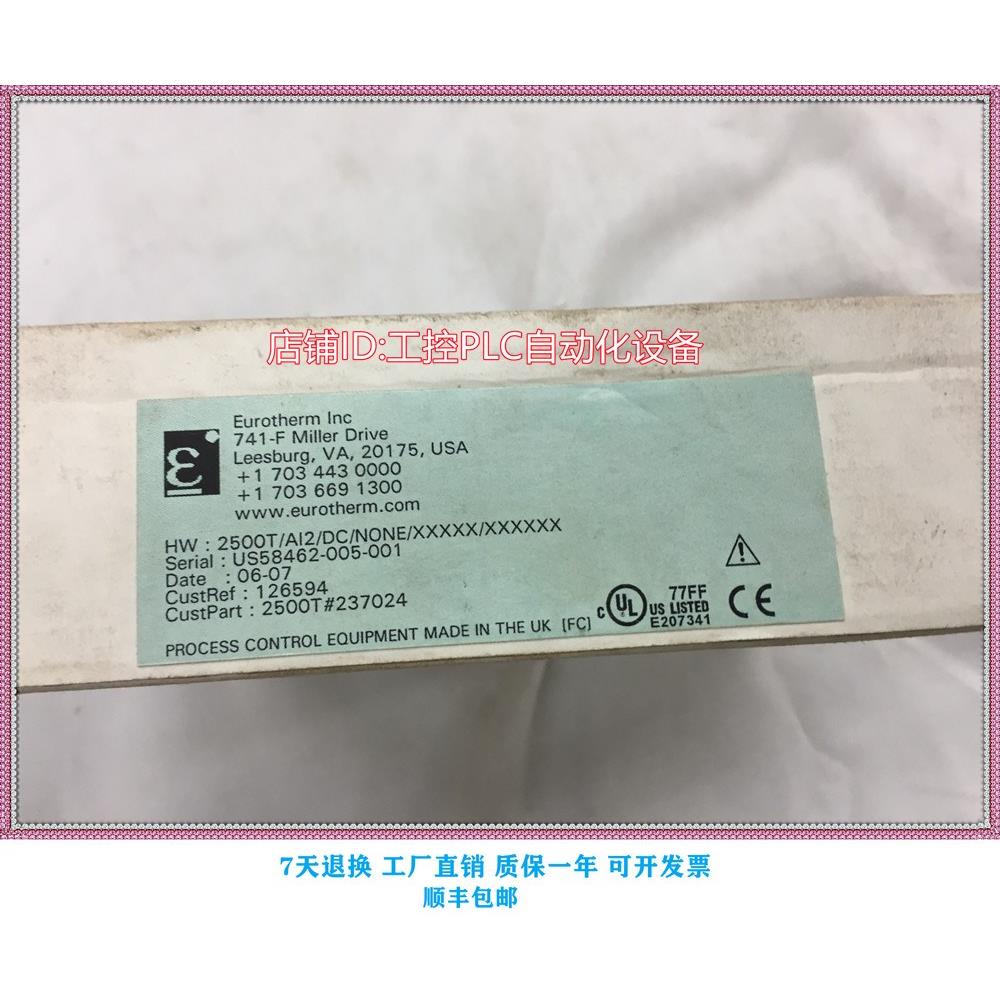 店铺ID:工控PLC自动化设备
Eurotherm Inc
741-F Miller Drive
Leesburg, VA, 20175, USA
+1 703 443 0000
+1 703 669 1300
www.eurotherm.com
ε
HW : 2500T/AI2/DC/NONE/XXXXX/XXXXXX
Serial : US58462-005-001
Date : 06-07
CustRef : 126594
CustPart : 2500T#237024
PROCESS CONTROL EQUIPMENT MADE IN THE UK [FC]
c UL US LISTED
77FF
E207341
CE
7天退换 工厂直销 质保一年 可开发票
顺丰包邮